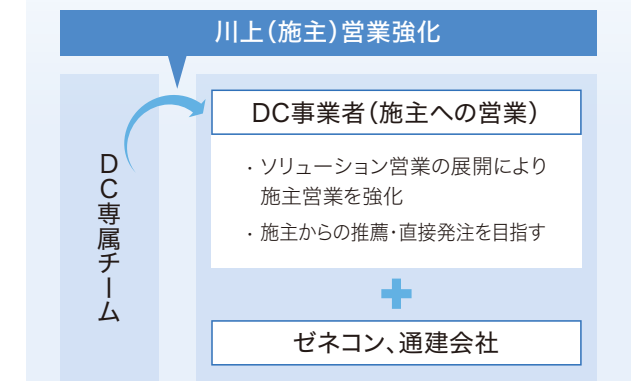 川上（施主）営業強化
DC専属チーム
DC事業者（施主への営業）
・ソリューション営業の展開により
施主営業を強化
・施主からの推薦・直接発注を目指す
ゼネコン、通建会社